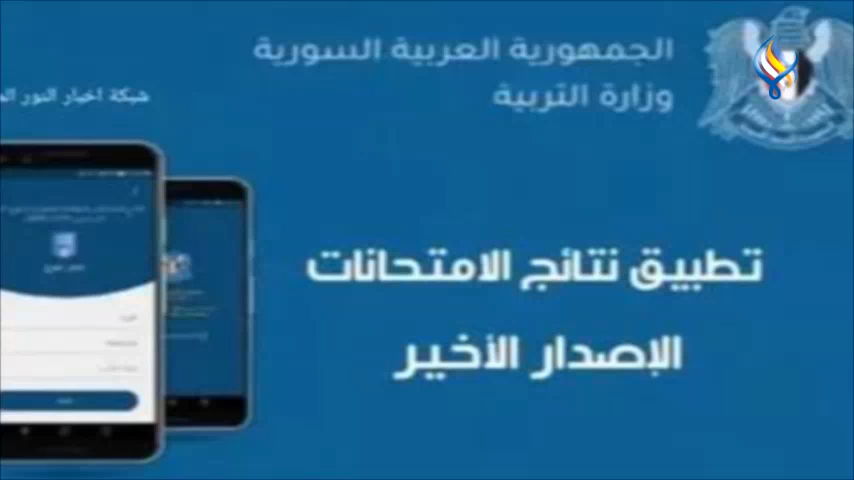 الجمهورية العربية السورية
وزارة التربية
شبكة اخبار النور
تطبيق نتائج الامتحانات
الإصدار الأخير